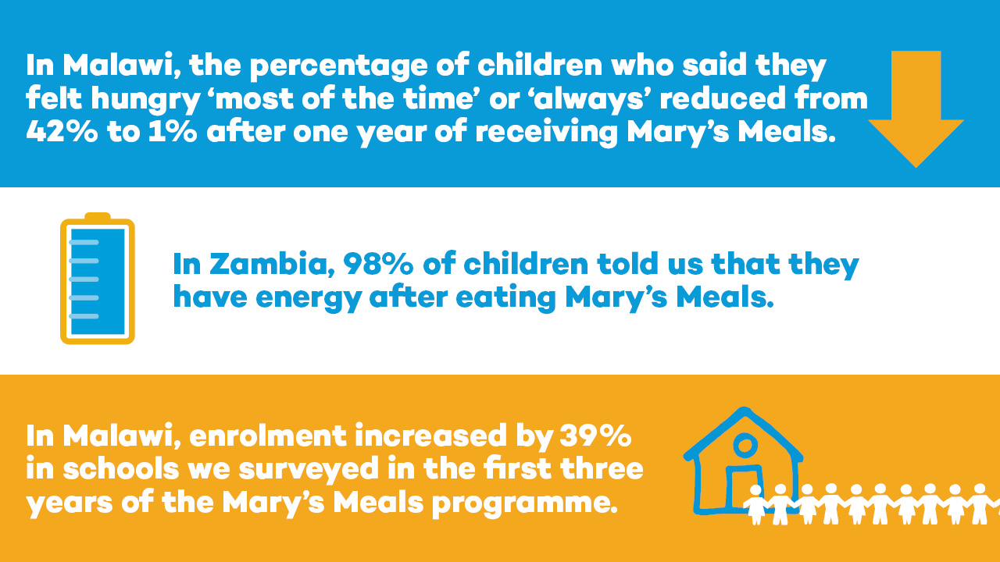 In Malawi, the percentage of children who said they
felt hungry ‘most of the time’ or ‘always’ reduced from
42% to 1% after one year of receiving Mary’s Meals.
In Zambia, 98% of children told us that they
have energy after eating Mary’s Meals.
In Malawi, enrolment increased by 39%
in schools we surveyed in the first three
years of the Mary’s Meals programme.